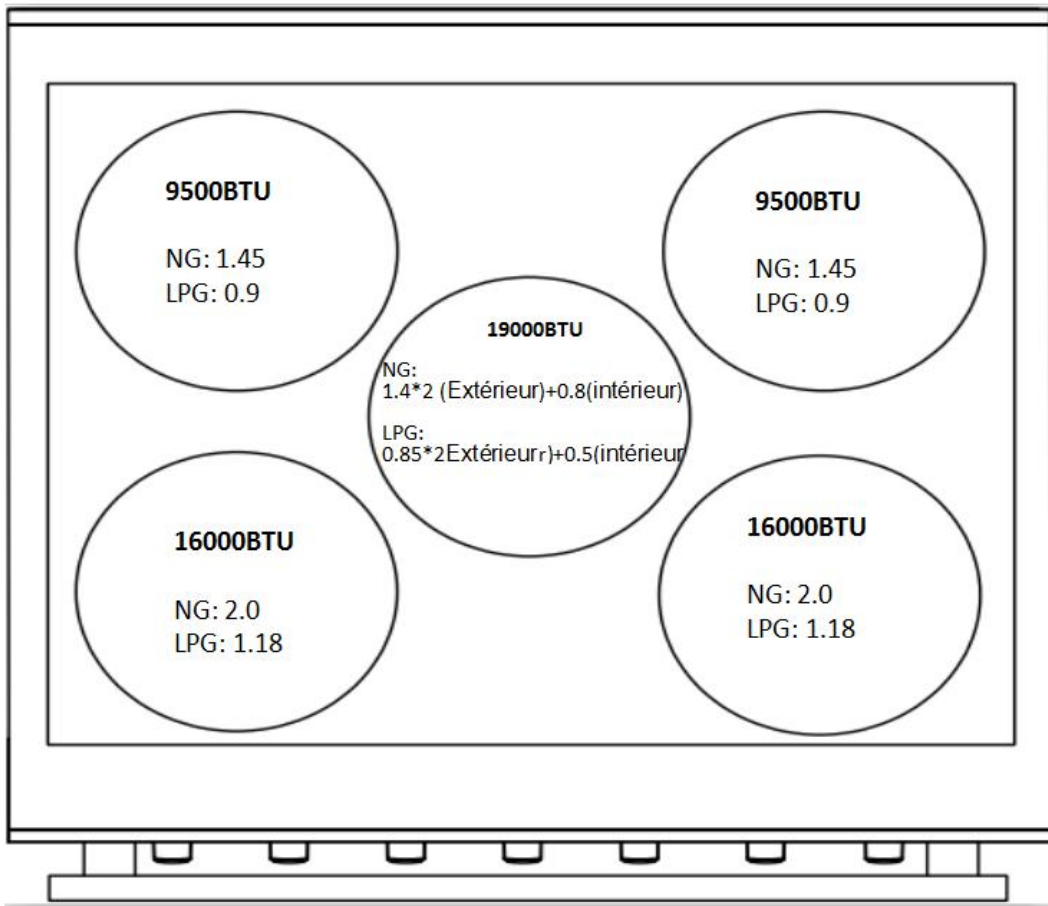 9500BTU
NG: 1.45
LPG: 0.9
9500BTU
NG: 1.45
LPG: 0.9
19000BTU
NG:
1.4*2 (Extérieur)+0.8(intérieur)
LPG:
0.85*2Extérieurr)+0.5(intérieur
16000BTU
NG: 2.0
LPG: 1.18
16000BTU
NG: 2.0
LPG: 1.18